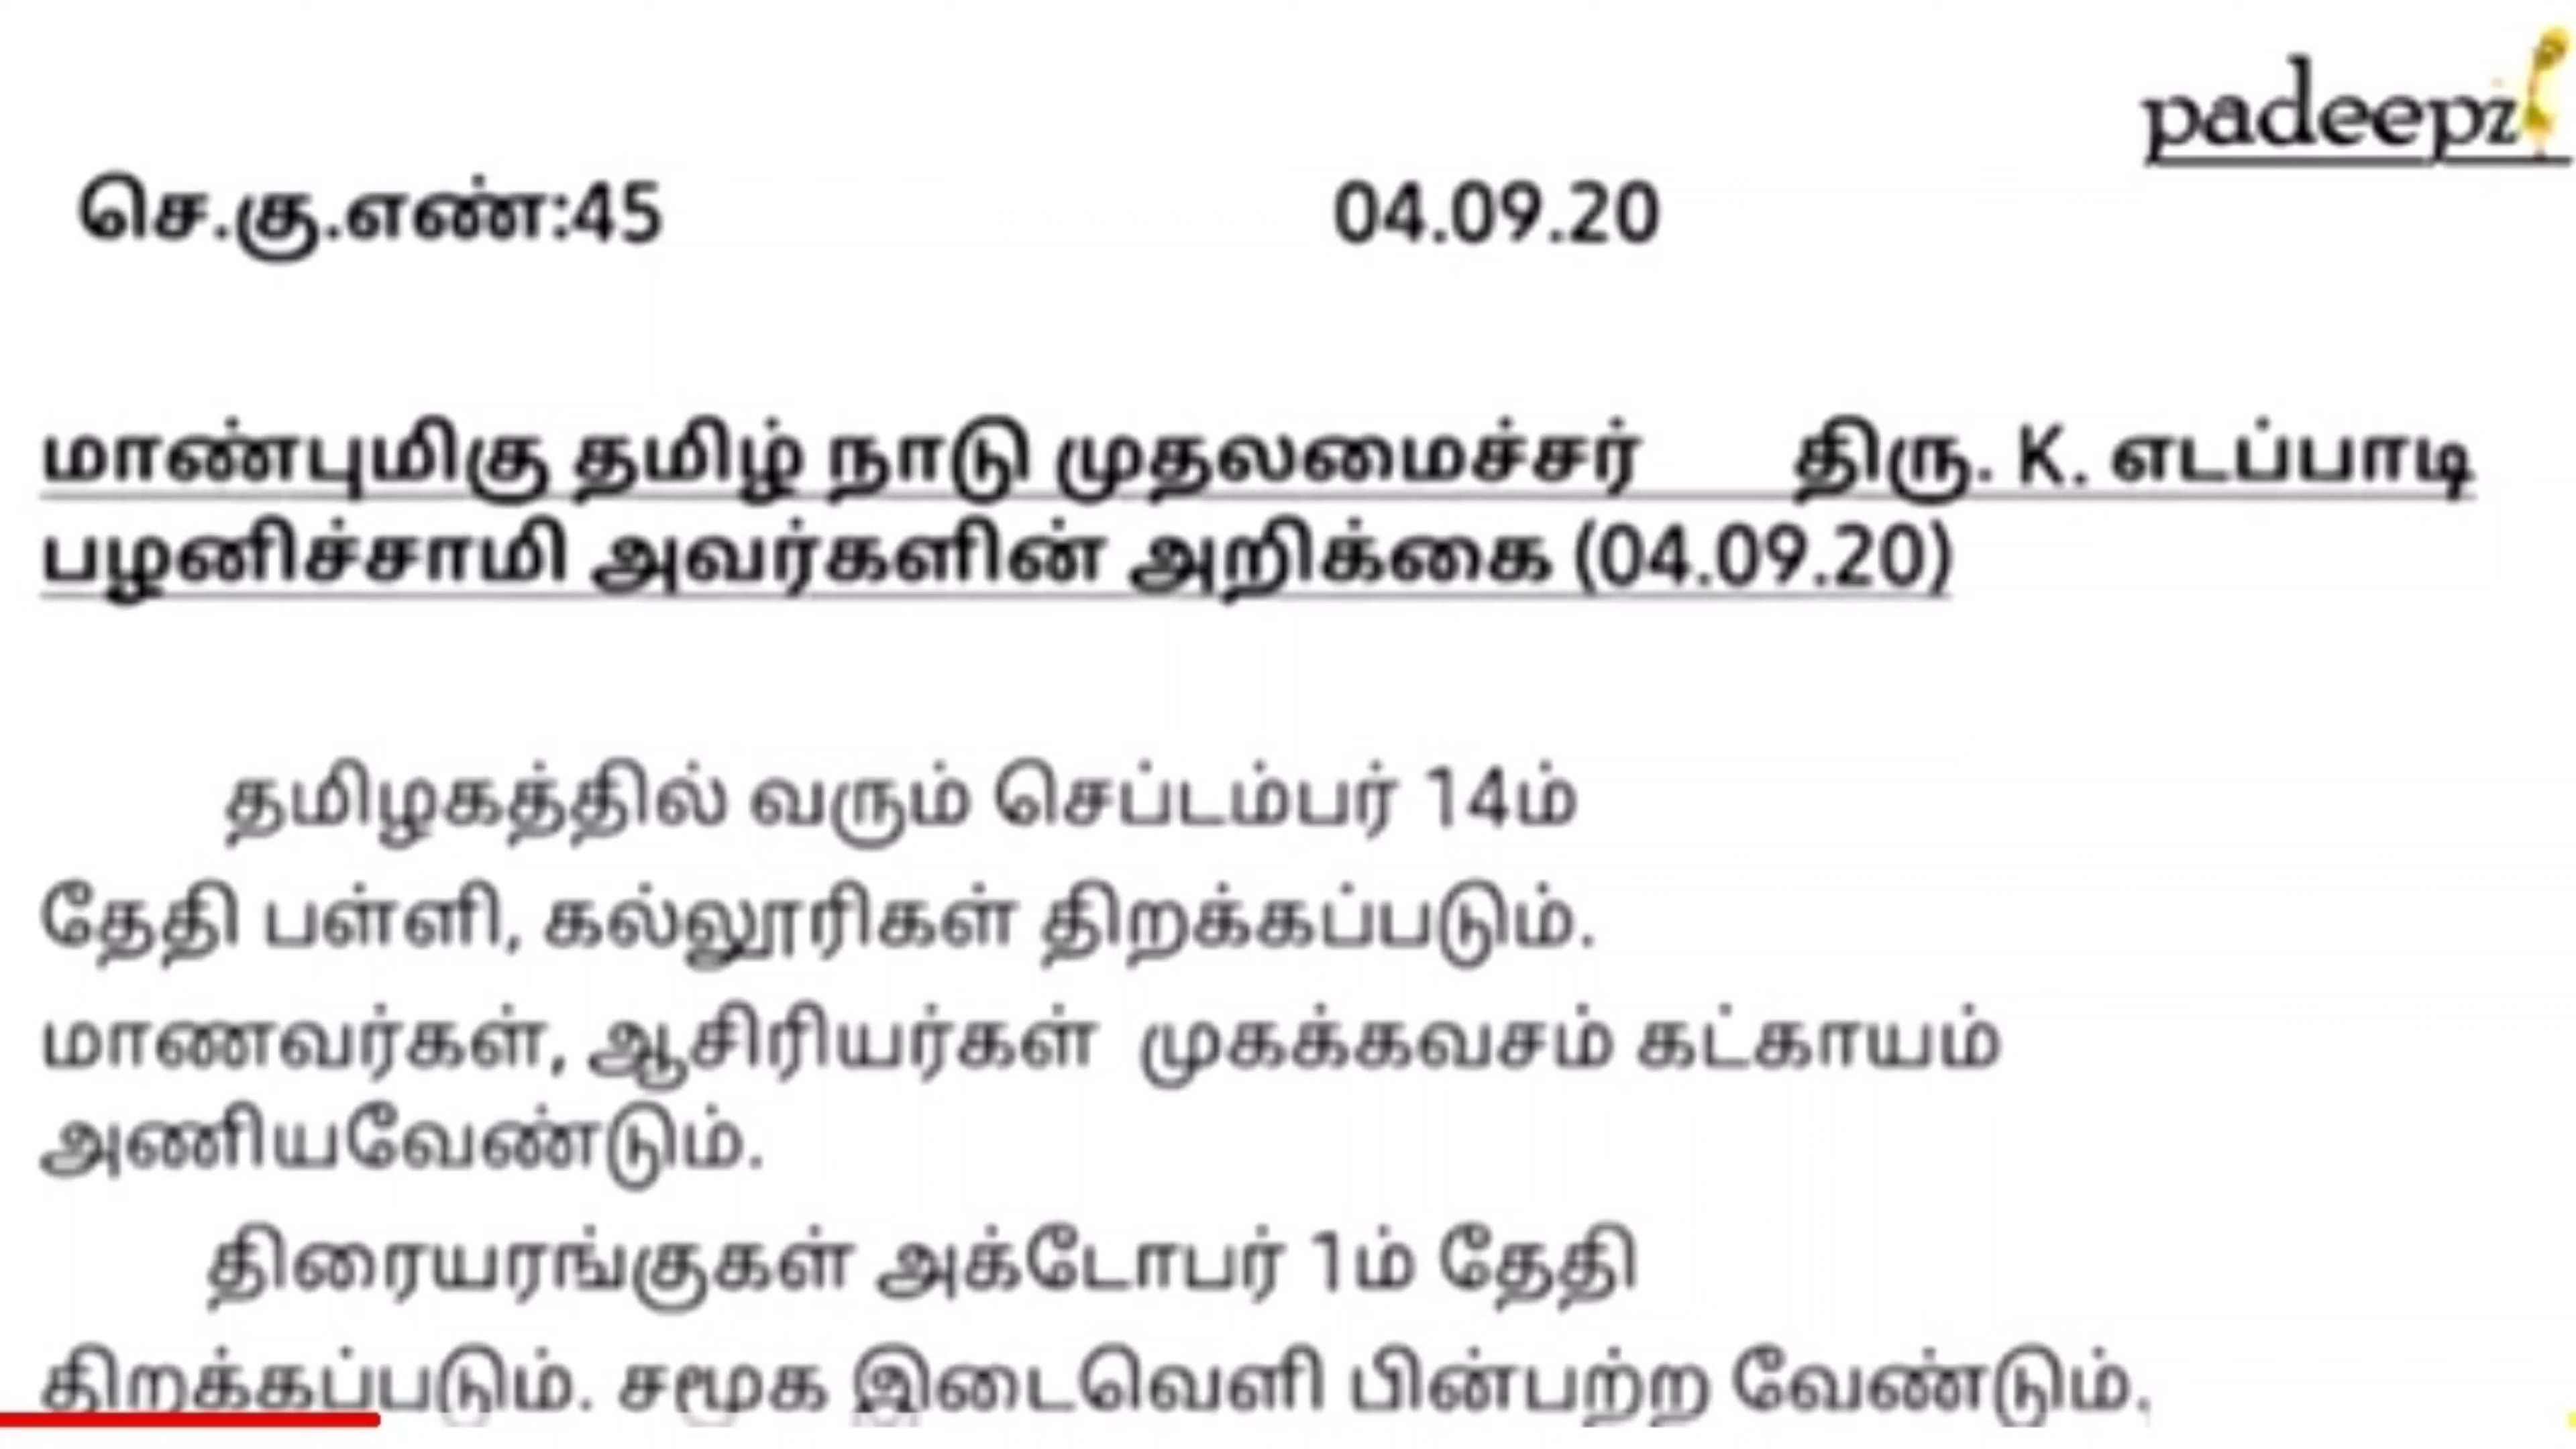 padeepz
செ.கு.எண்:45 04.09.20
மாண்புமிகு தமிழ் நாடு முதலமைச்சர் திரு. K. எடப்பாடி
பழனிச்சாமி அவர்களின் அறிக்கை (04.09.20)
தமிழகத்தில் வரும் செப்டம்பர் 14ம்
தேதி பள்ளி, கல்லூரிகள் திறக்கப்படும்.
மாணவர்கள், ஆசிரியர்கள் முகக்கவசம் கட்காயம்
அணியவேண்டும்.
திரையரங்குகள் அக்டோபர் 1ம் தேதி
திறக்கப்படும். சமூக இடைவெளி பின்பற்ற வேண்டும்.